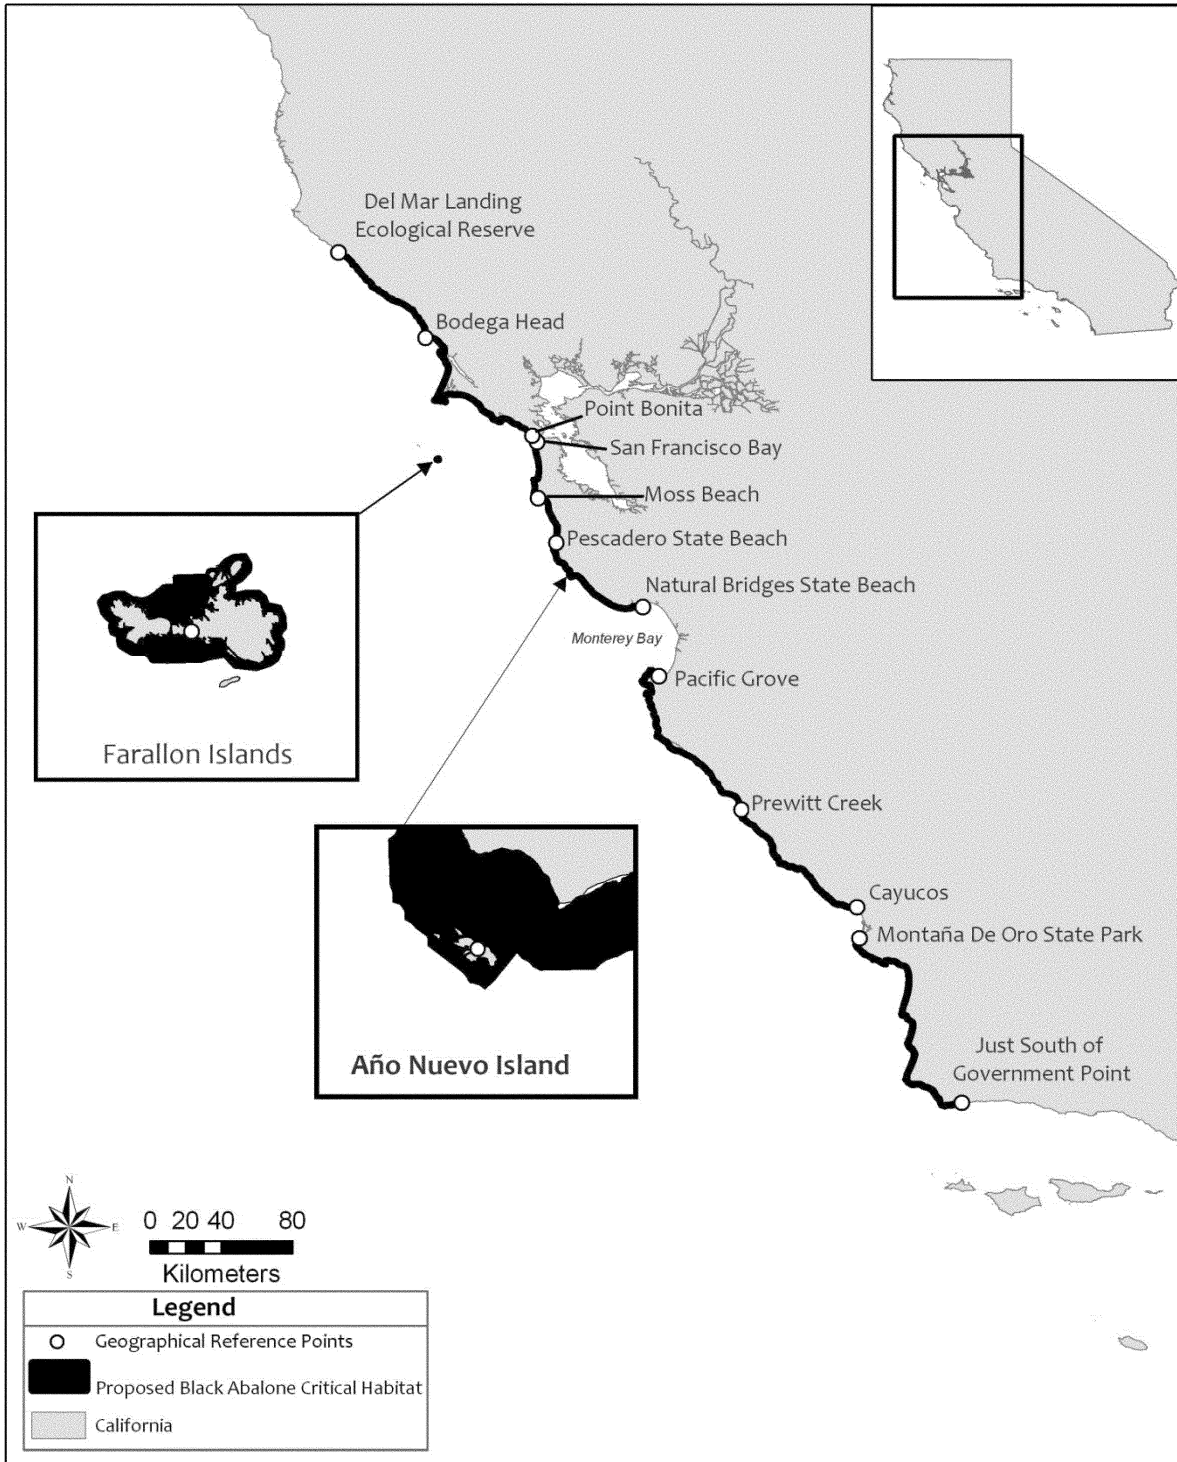 Del Mar Landing
Ecological Reserve
Bodega Head
Point Bonita
San Francisco Bay
Moss Beach
Pescadero State Beach
Natural Bridges State Beach
Monterey Bay
Pacific Grove
Farallon Islands
Prewitt Creek
Cayucos
Montaña De Oro State Park
Año Nuevo Island
Just South of
Government Point
N
W E
S
0 20 40 80
Kilometers
Legend
Geographical Reference Points
Proposed Black Abalone Critical Habitat
California